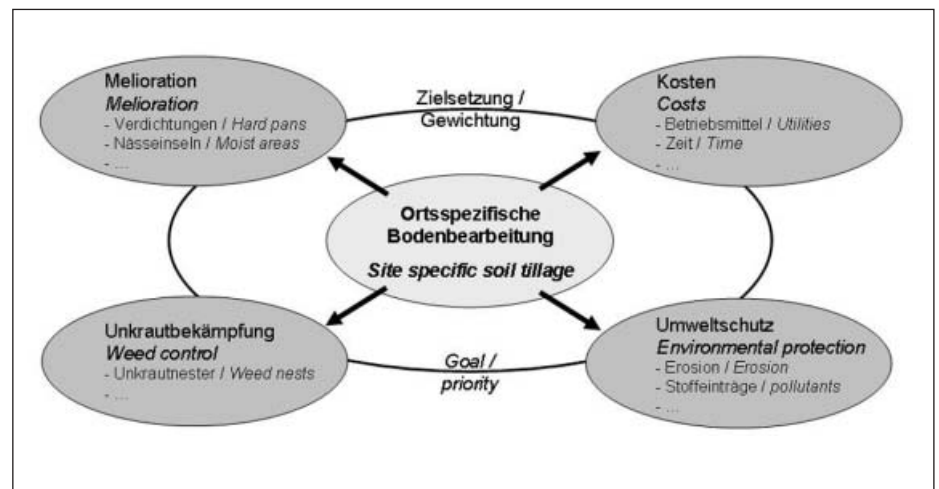 Melioration
Melioration
- Verdichtungen / Hard pans
- Nässeinseln / Moist areas
- ...
Zielsetzung /
Gewichtung
Kosten
Costs
- Betriebsmittel / Utilities
- Zeit / Time
- ...
Ortsspezifische
Bodenbearbeitung
Site specific soil tillage
Unkrautbekämpfung
Weed control
- Unkrautnester / Weed nests
- ...
Goal /
priority
Umweltschutz
Environmental protection
- Erosion / Erosion
- Stoffeinträge / pollutants
- ...